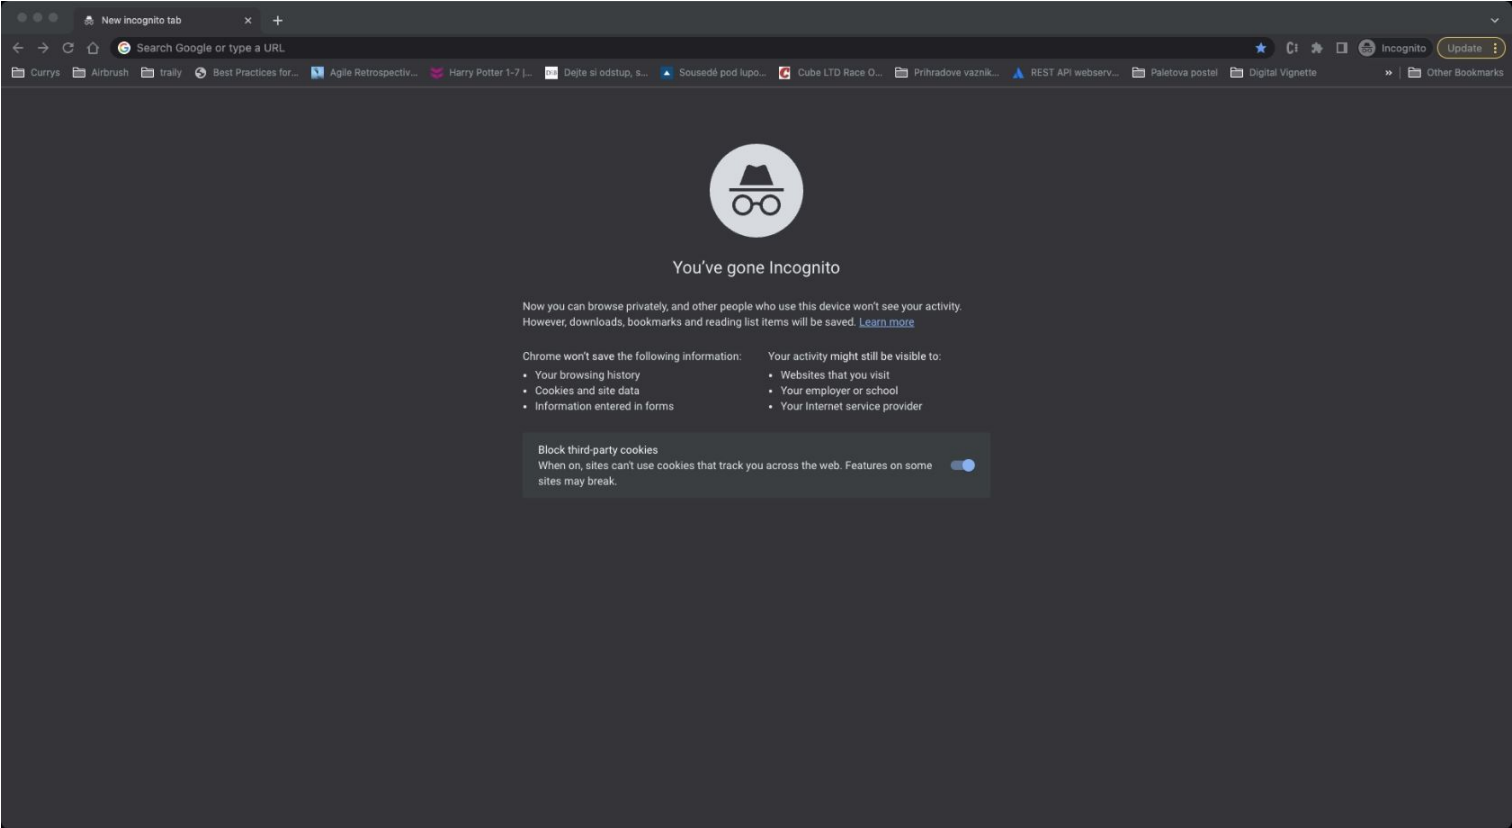 New incognito tab
Search Google or type a URL
Incognito
Update
Currys
Airbrush
traily
Best Practices for...
Agile Retrospectiv...
Harry Potter 1-7 |...
Dejte si odstup, s...
Sousedé pod lupo...
Cube LTD Race O...
Prihradove vaznik...
REST API webserv...
Paletova postel
Digital Vignette
»
Other Bookmarks
You've gone Incognito
Now you can browse privately, and other people who use this device won't see your activity.
However, downloads, bookmarks and reading list items will be saved. Learn more
Chrome won't save the following information:
• Your browsing history
• Cookies and site data
• Information entered in forms
Your activity might still be visible to:
• Websites that you visit
• Your employer or school
• Your Internet service provider
Block third-party cookies
When on, sites can't use cookies that track you across the web. Features on some
sites may break.